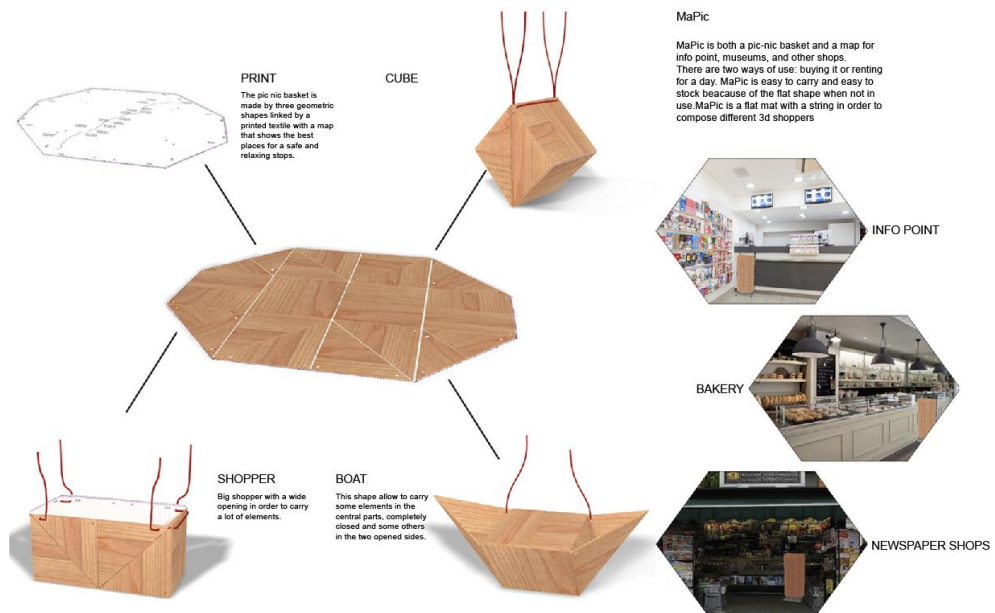 PRINT
The pic nic basket is
made by three geometric
shapes linked by a
printed textile with a map
that shows the best
places for a safe and
relaxing stops.
CUBE
MaPic
MaPic is both a pic-nic basket and a map for
info point, museums, and other shops.
There are two ways of use: buying it or renting
for a day. MaPic is easy to carry and easy to
stock beacause of the flat shape when not in
use.MaPic is a flat mat with a string in order to
compose different 3d shoppers
INFO POINT
BAKERY
SHOPPER
Big shopper with a wide
opening in order to carry
a lot of elements.
BOAT
This shape allow to carry
some elements in the
central parts, completely
closed and some others
in the two opened sides.
NEWSPAPER SHOPS